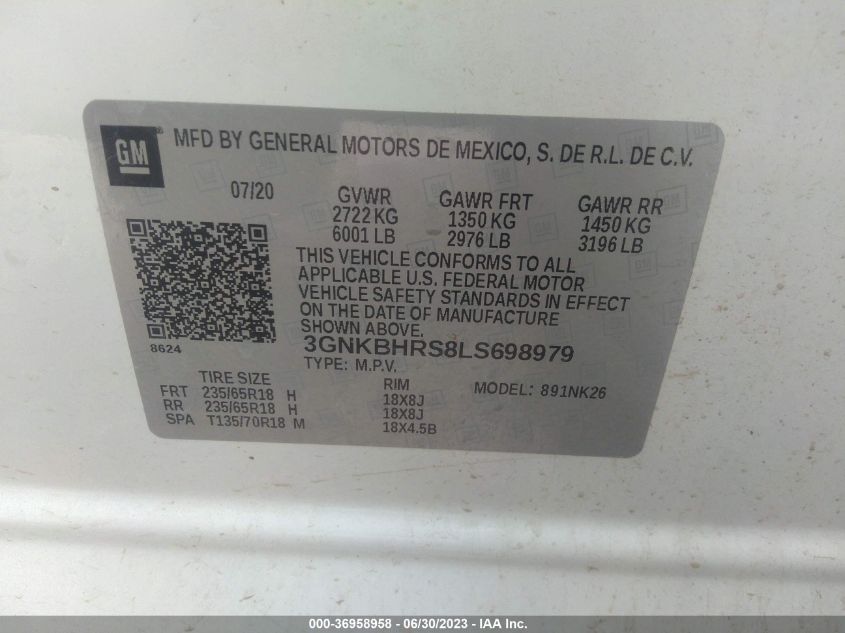 GM
®
MFD BY GENERAL MOTORS DE MEXICO, S. DE R.L. DE C.V.
07/20 GVWR GAWR FRT GAWR RR
2722 KG 1350 KG 1450 KG
6001 LB 2976 LB 3196 LB
THIS VEHICLE CONFORMS TO ALL
APPLICABLE U.S. FEDERAL MOTOR
VEHICLE SAFETY STANDARDS IN EFFECT
ON THE DATE OF MANUFACTURE
SHOWN ABOVE.
8624
3GNKBHRS8LS698979
TYPE: M.P.V.
TIRE SIZE RIM MODEL: 891NK26
FRT 235/65R18 H 18X8J
RR 235/65R18 H 18X8J
SPA T135/70R18 M 18X4.5B
000-36958958 - 06/30/2023 - IAA Inc.